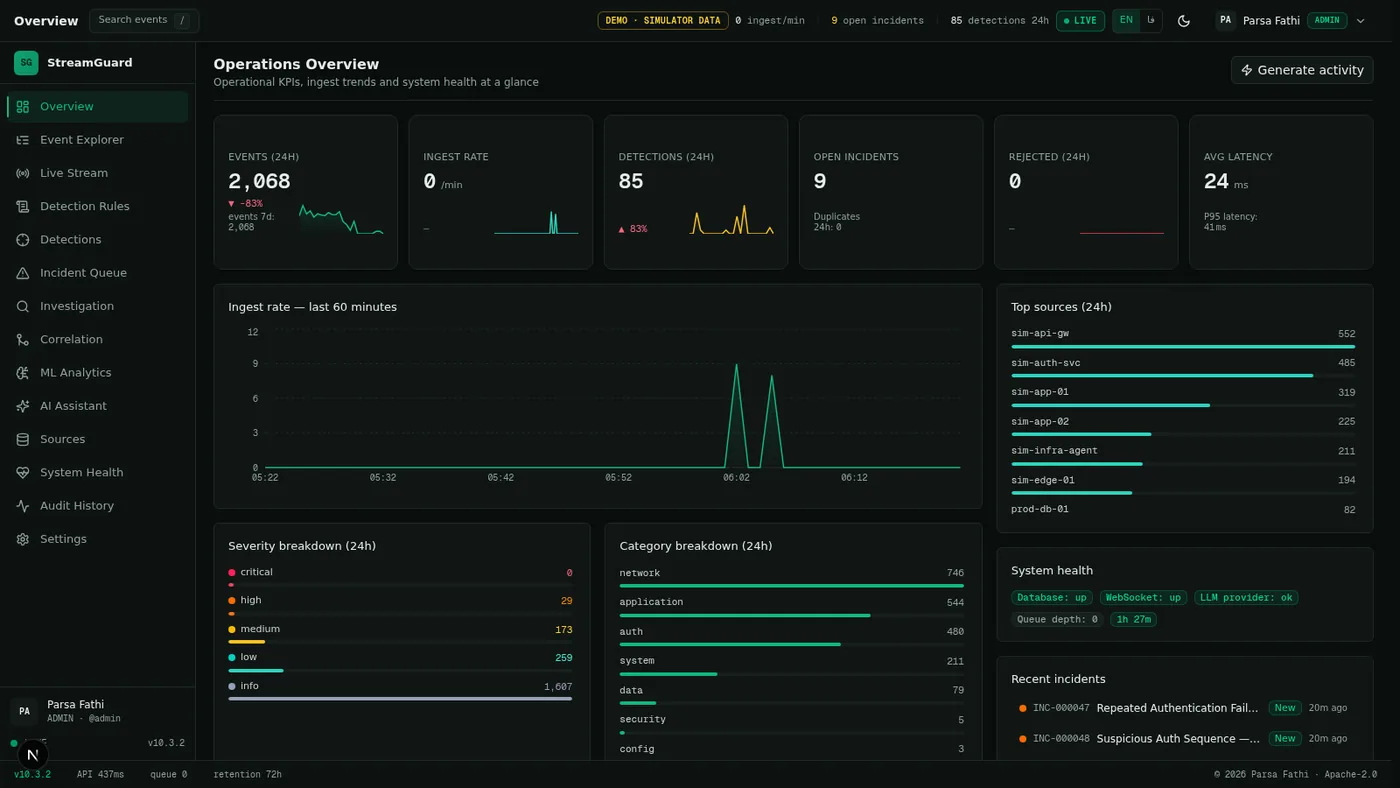 Overview
Search events /
DEMO · SIMULATOR DATA 0 ingest/min 9 open incidents 85 detections 24h LIVE EN فا PA Parsa Fathi ADMIN
SG StreamGuard
Overview
Event Explorer
Live Stream
Detection Rules
Detections
Incident Queue
Investigation
Correlation
ML Analytics
AI Assistant
Sources
System Health
Audit History
Settings
PA Parsa Fathi
ADMIN · @admin
v10.3.2
N
Operations Overview
Operational KPIs, ingest trends and system health at a glance
Generate activity
EVENTS (24H)
2,068
▼ -83%
events 7d:
2,068
INGEST RATE
0 /min
—
DETECTIONS (24H)
85
▲ 83%
OPEN INCIDENTS
9
Duplicates
24h: 0
REJECTED (24H)
0
—
AVG LATENCY
24 ms
P95 latency:
41ms
Ingest rate — last 60 minutes
12
9
6
3
0
05:22 05:32 05:42 05:52 06:02 06:12
Top sources (24h)
sim-api-gw 552
sim-auth-svc 485
sim-app-01 319
sim-app-02 225
sim-infra-agent 211
sim-edge-01 194
prod-db-01 82
Severity breakdown (24h)
critical 0
high 29
medium 173
low 259
info 1,607
Category breakdown (24h)
network 746
application 544
auth 480
system 211
data 79
security 5
config 3
System health
Database: up WebSocket: up LLM provider: ok
Queue depth: 0 1h 27m
Recent incidents
INC-000047 Repeated Authentication Fail... New 20m ago
INC-000048 Suspicious Auth Sequence —... New 20m ago
v10.3.2 API 437ms queue 0 retention 72h
© 2026 Parsa Fathi · Apache-2.0